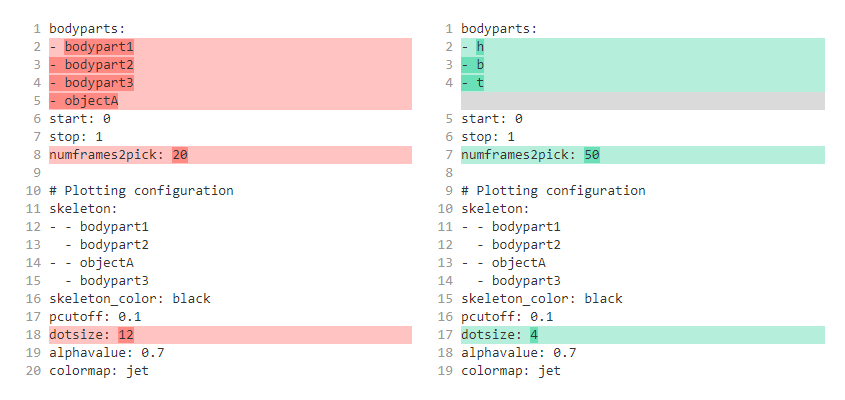 1 bodyparts:
2 - bodypart1
3 - bodypart2
4 - bodypart3
5 - objectA
6 start: 0
7 stop: 1
8 numframes2pick: 20
9
10 # Plotting configuration
11 skeleton:
12 - - bodypart1
13   - bodypart2
14 - - objectA
15   - bodypart3
16 skeleton_color: black
17 pcutoff: 0.1
18 dotsize: 12
19 alphavalue: 0.7
20 colormap: jet
1 bodyparts:
2 - h
3 - b
4 - t
5 start: 0
6 stop: 1
7 numframes2pick: 50
8
9 # Plotting configuration
10 skeleton:
11 - - bodypart1
12   - bodypart2
13 - - objectA
14   - bodypart3
15 skeleton_color: black
16 pcutoff: 0.1
17 dotsize: 4
18 alphavalue: 0.7
19 colormap: jet